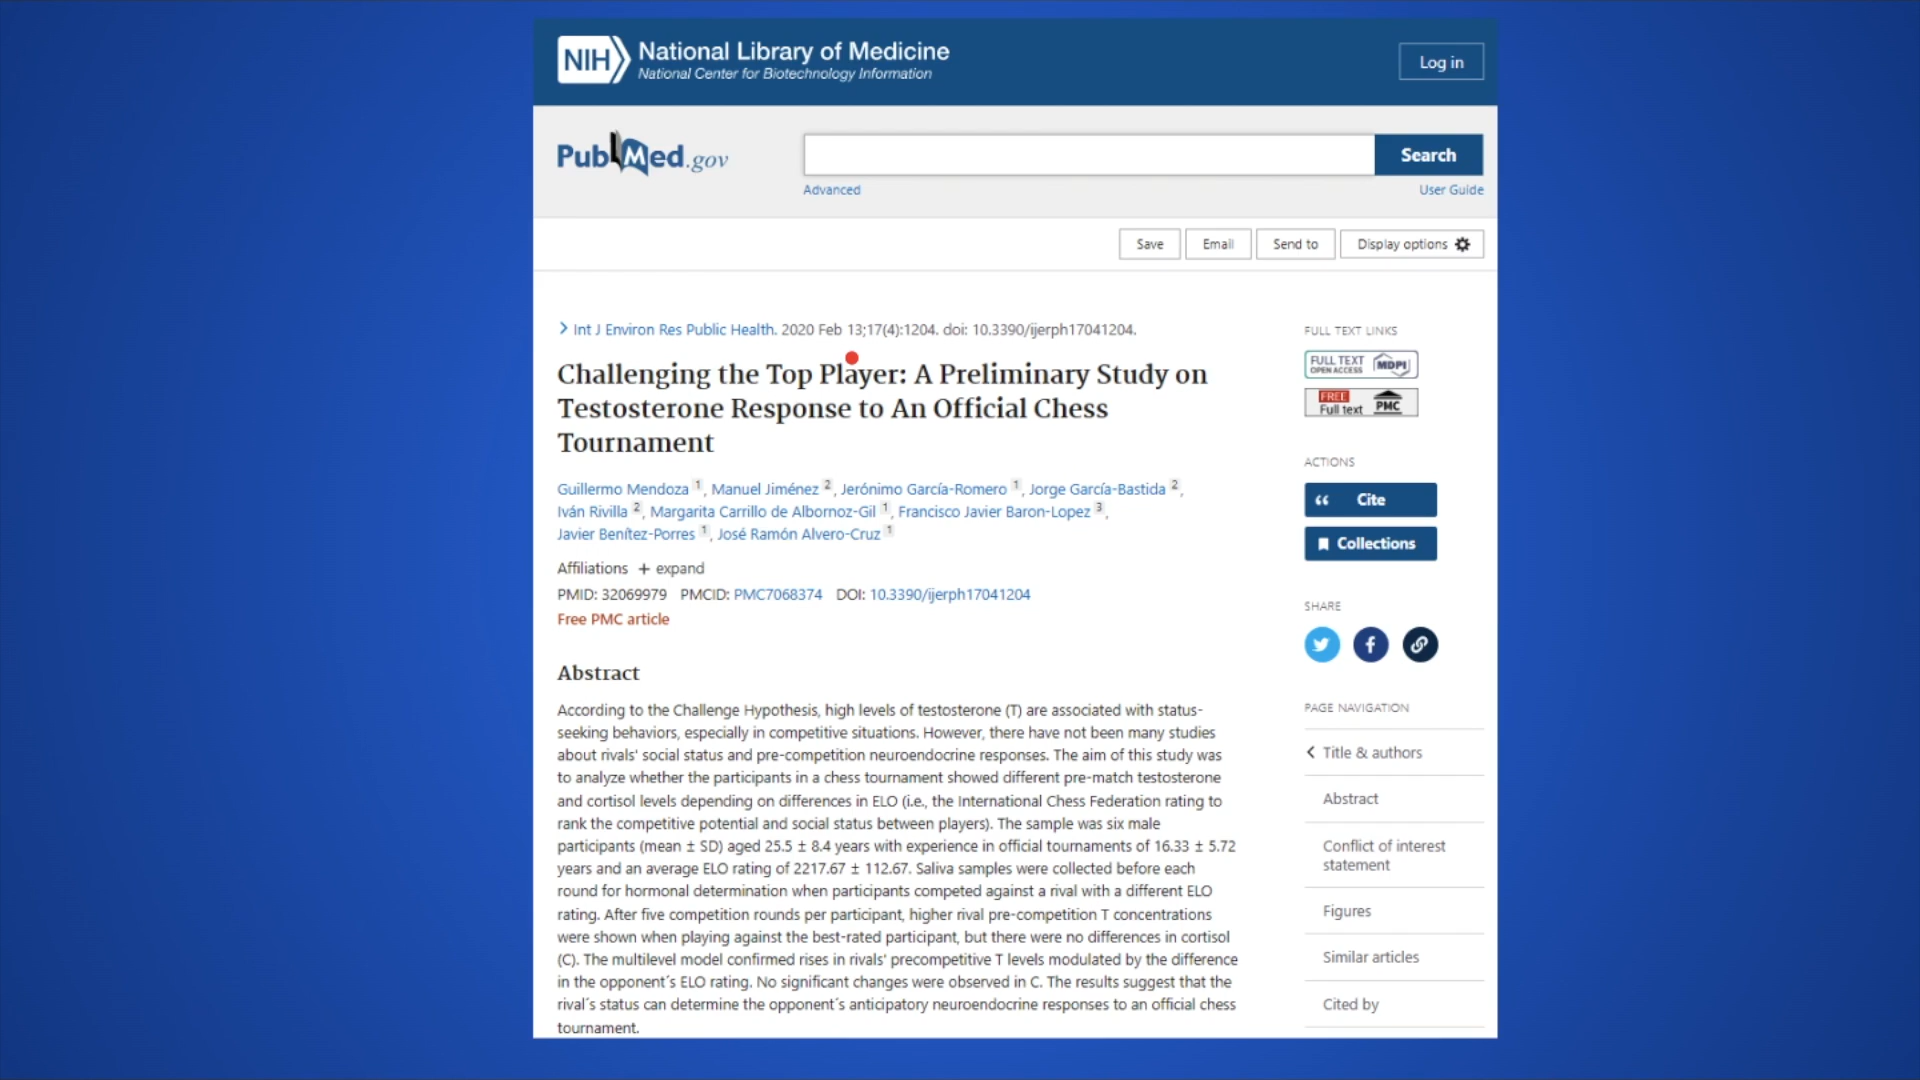 NIH National Library of Medicine
National Center for Biotechnology Information
Log in
PubMed.gov
Search
Advanced
User Guide
Save
Email
Send to
Display options
Int J Environ Res Public Health. 2020 Feb 13;17(4):1204. doi: 10.3390/ijerph17041204.
Challenging the Top Player: A Preliminary Study on
Testosterone Response to An Official Chess
Tournament
Guillermo Mendoza 1, Manuel Jiménez 2, Jerónimo García-Romero 1, Jorge García-Bastida 2,
Iván Rivilla 2, Margarita Carrillo de Albornoz-Gil 1, Francisco Javier Baron-Lopez 3,
Javier Benítez-Porres 1, José Ramón Alvero-Cruz 1
Affiliations + expand
PMID: 32069979 PMCID: PMC7068374 DOI: 10.3390/ijerph17041204
Free PMC article
Abstract
According to the Challenge Hypothesis, high levels of testosterone (T) are associated with status-
seeking behaviors, especially in competitive situations. However, there have not been many studies
about rivals' social status and pre-competition neuroendocrine responses. The aim of this study was
to analyze whether the participants in a chess tournament showed different pre-match testosterone
and cortisol levels depending on differences in ELO (i.e., the International Chess Federation rating to
rank the competitive potential and social status between players). The sample was six male
participants (mean ± SD) aged 25.5 ± 8.4 years with experience in official tournaments of 16.33 ± 5.72
years and an average ELO rating of 2217.67 ± 112.67. Saliva samples were collected before each
round for hormonal determination when participants competed against a rival with a different ELO
rating. After five competition rounds per participant, higher rival pre-competition T concentrations
were shown when playing against the best-rated participant, but there were no differences in cortisol
(C). The multilevel model confirmed rises in rivals' precompetitive T levels modulated by the difference
in the opponent´s ELO rating. No significant changes were observed in C. The results suggest that the
rival´s status can determine the opponent´s anticipatory neuroendocrine responses to an official chess
tournament.
FULL TEXT LINKS
FULL TEXT
OPEN ACCESS
MDPI
FREE
Full text
PMC
ACTIONS
Cite
Collections
SHARE
PAGE NAVIGATION
Title & authors
Abstract
Conflict of interest
statement
Figures
Similar articles
Cited by